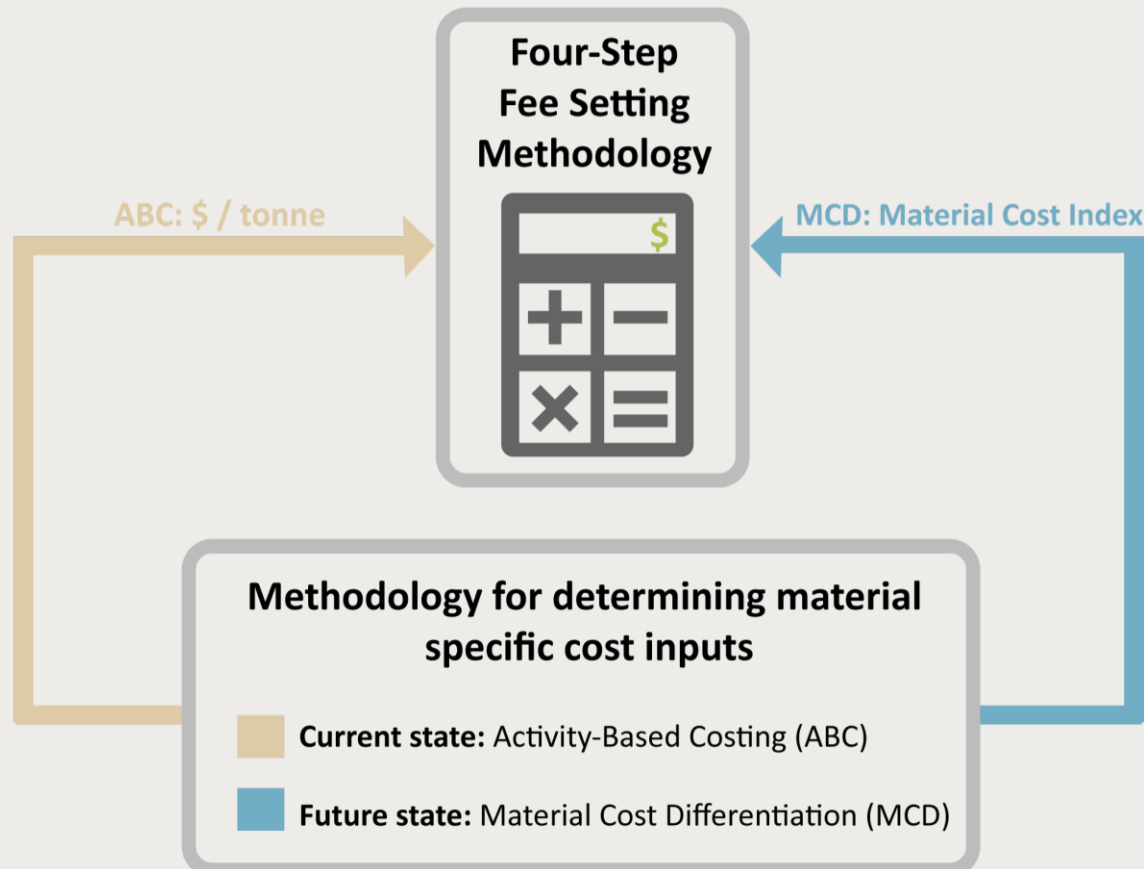 Four-Step
Fee Setting
Methodology
ABC: $ / tonne
MCD: Material Cost Index
$
Methodology for determining material
specific cost inputs
Current state: Activity-Based Costing (ABC)
Future state: Material Cost Differentiation (MCD)